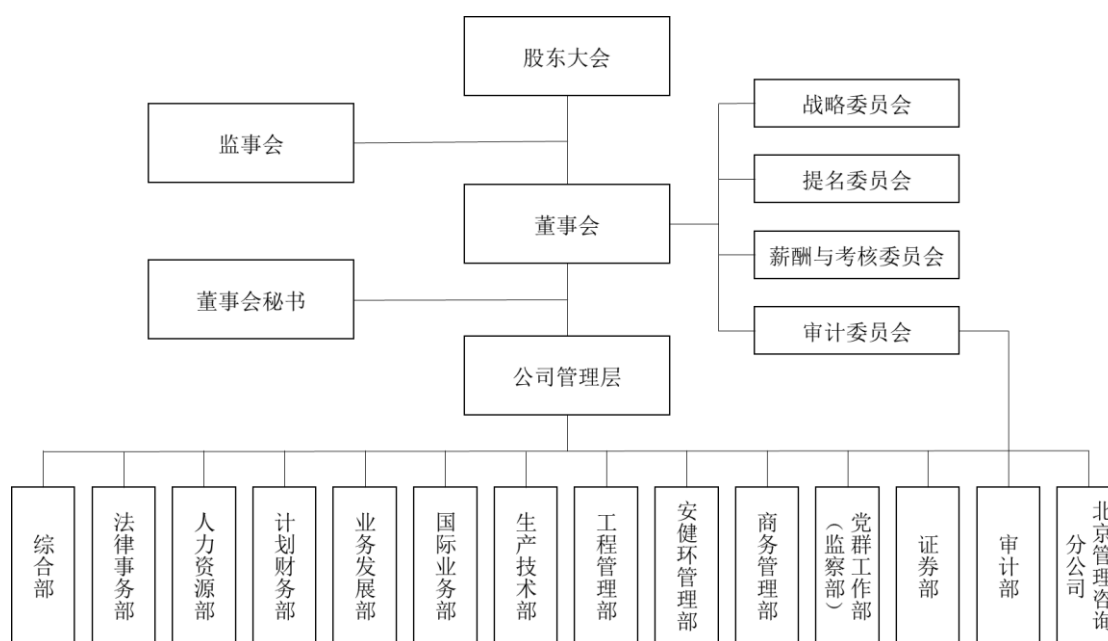 股东大会
战略委员会
监事会
提名委员会
董事会
薪酬与考核委员会
董事会秘书
审计委员会
公司管理层
综合部
法律事务部
人力资源部
计划财务部
业务发展部
国际业务部
生产技术部
工程管理部
安健环管理部
商务管理部
党群工作部
（监察部）
证券部
审计部
北京管理咨询
分公司